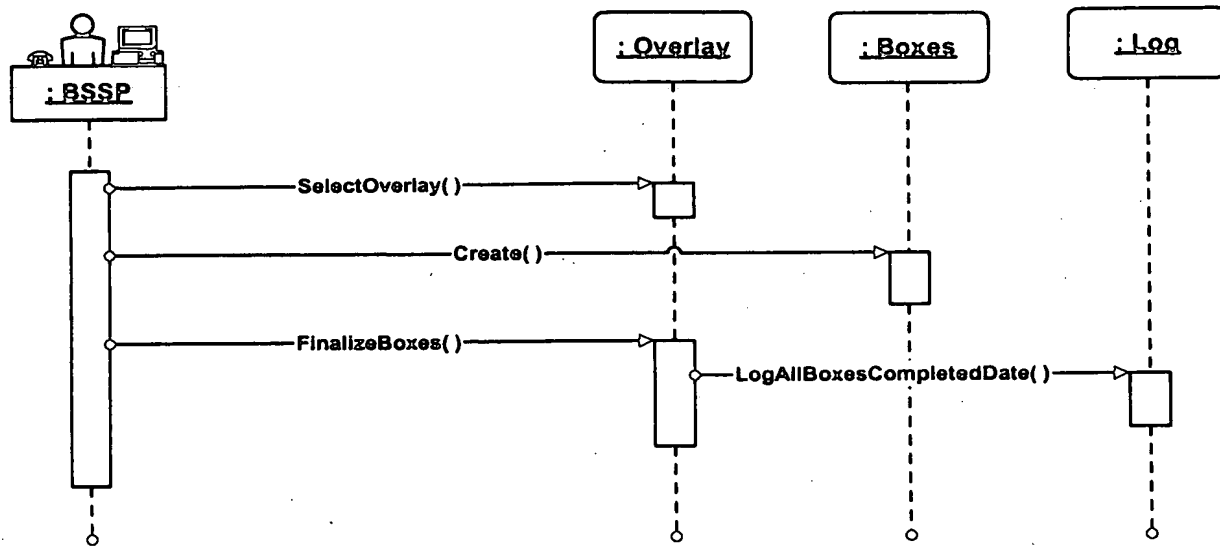 : BSSP
: Overlay
: Boxes
: Log
SelectOverlay( )
Create( )
FinalizeBoxes( )
LogAllBoxesCompletedDate( )